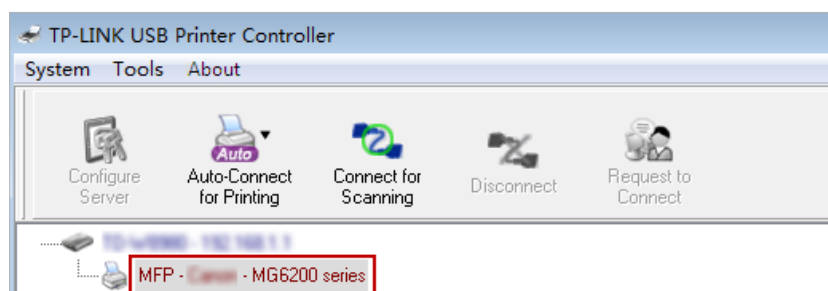 TP-LINK USB Printer Controller
System Tools About
Auto
Configure Server
Auto-Connect for Printing
Connect for Scanning
Disconnect
Request to Connect
MFP - - MG6200 series